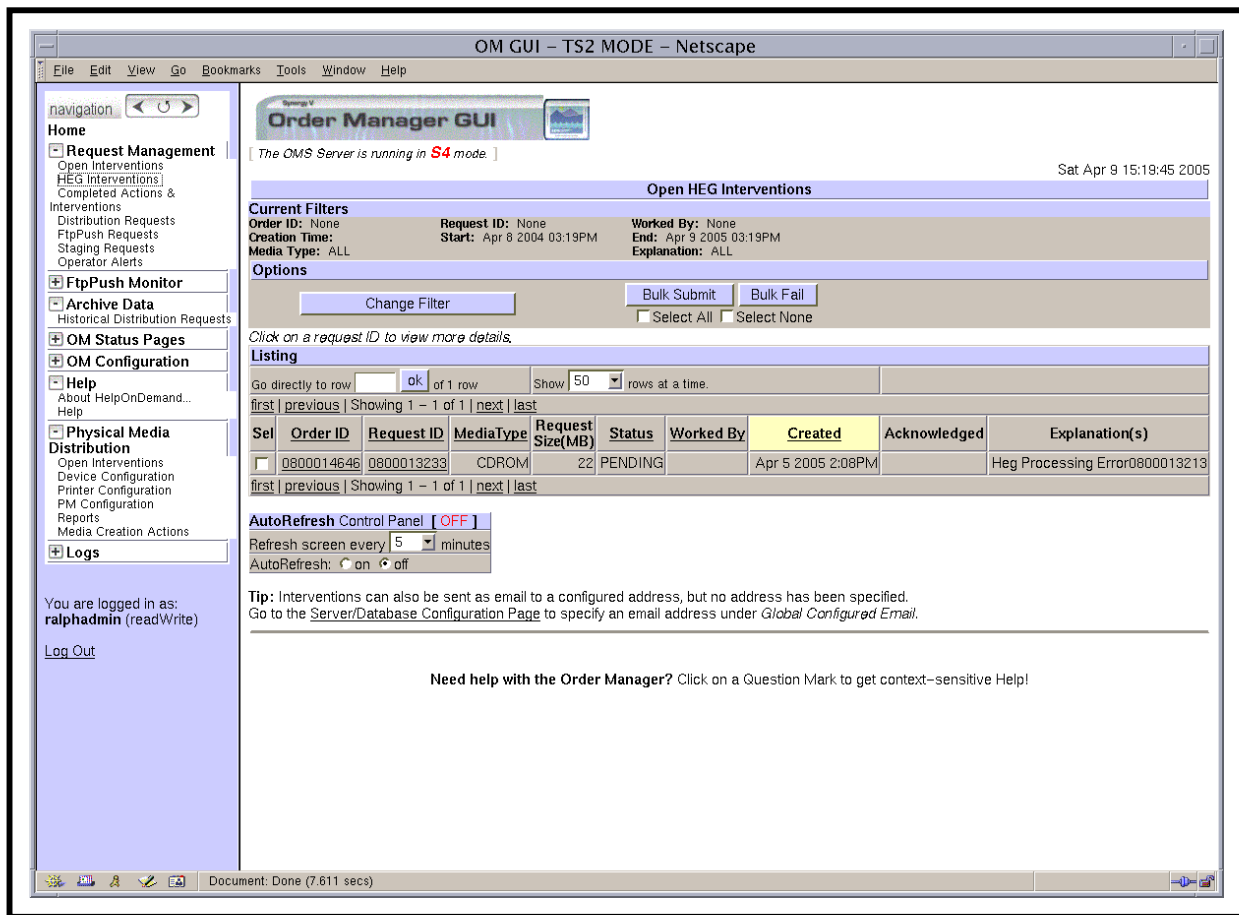 OM GUI – TS2 MODE – Netscape
File Edit View Go Bookmarks Tools Window Help
navigation
Home
Request Management
Open Interventions
HEG Interventions
Completed Actions &
Interventions
Distribution Requests
FtpPush Requests
Staging Requests
Operator Alerts
FtpPush Monitor
Archive Data
Historical Distribution Requests
OM Status Pages
OM Configuration
Help
About HelpOnDemand...
Help
Physical Media
Distribution
Open Interventions
Device Configuration
Printer Configuration
PM Configuration
Reports
Media Creation Actions
Logs
You are logged in as:
ralphadmin (readWrite)
Log Out
Synergy V
Order Manager GUI
[ The OMS Server is running in S4 mode. ]
Sat Apr 9 15:19:45 2005
Open HEG Interventions
Current Filters
Order ID: None Request ID: None Worked By: None
Creation Time: Start: Apr 8 2004 03:19PM End: Apr 9 2005 03:19PM
Media Type: ALL Explanation: ALL
Options
Change Filter Bulk Submit Bulk Fail
Select All Select None
Click on a request ID to view more details.
Listing
Go directly to row ok of 1 row Show 50 rows at a time.
first | previous | Showing 1 – 1 of 1 | next | last
Sel Order ID Request ID MediaType Request Size(MB) Status Worked By Created Acknowledged Explanation(s)
0800014646 0800013233 CDROM 22 PENDING Apr 5 2005 2:08PM Heg Processing Error0800013213
first | previous | Showing 1 – 1 of 1 | next | last
AutoRefresh Control Panel [ OFF ]
Refresh screen every 5 minutes
AutoRefresh: on off
Tip: Interventions can also be sent as email to a configured address, but no address has been specified.
Go to the Server/Database Configuration Page to specify an email address under Global Configured Email.
Need help with the Order Manager? Click on a Question Mark to get context–sensitive Help!
Document: Done (7.611 secs)